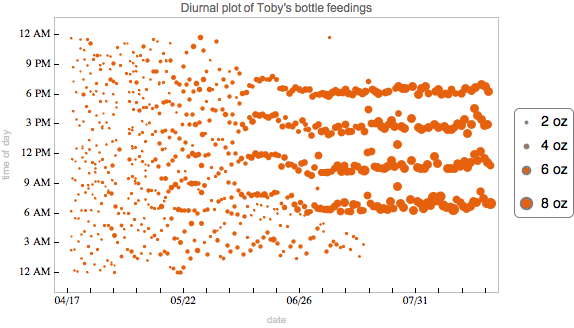 Diurnal plot of Toby's bottle feedings
12 AM
9 PM
6 PM
3 PM
12 PM
9 AM
6 AM
3 AM
12 AM
time of day
04/17 05/22 06/26 07/31
date
2 oz
4 oz
6 oz
8 oz